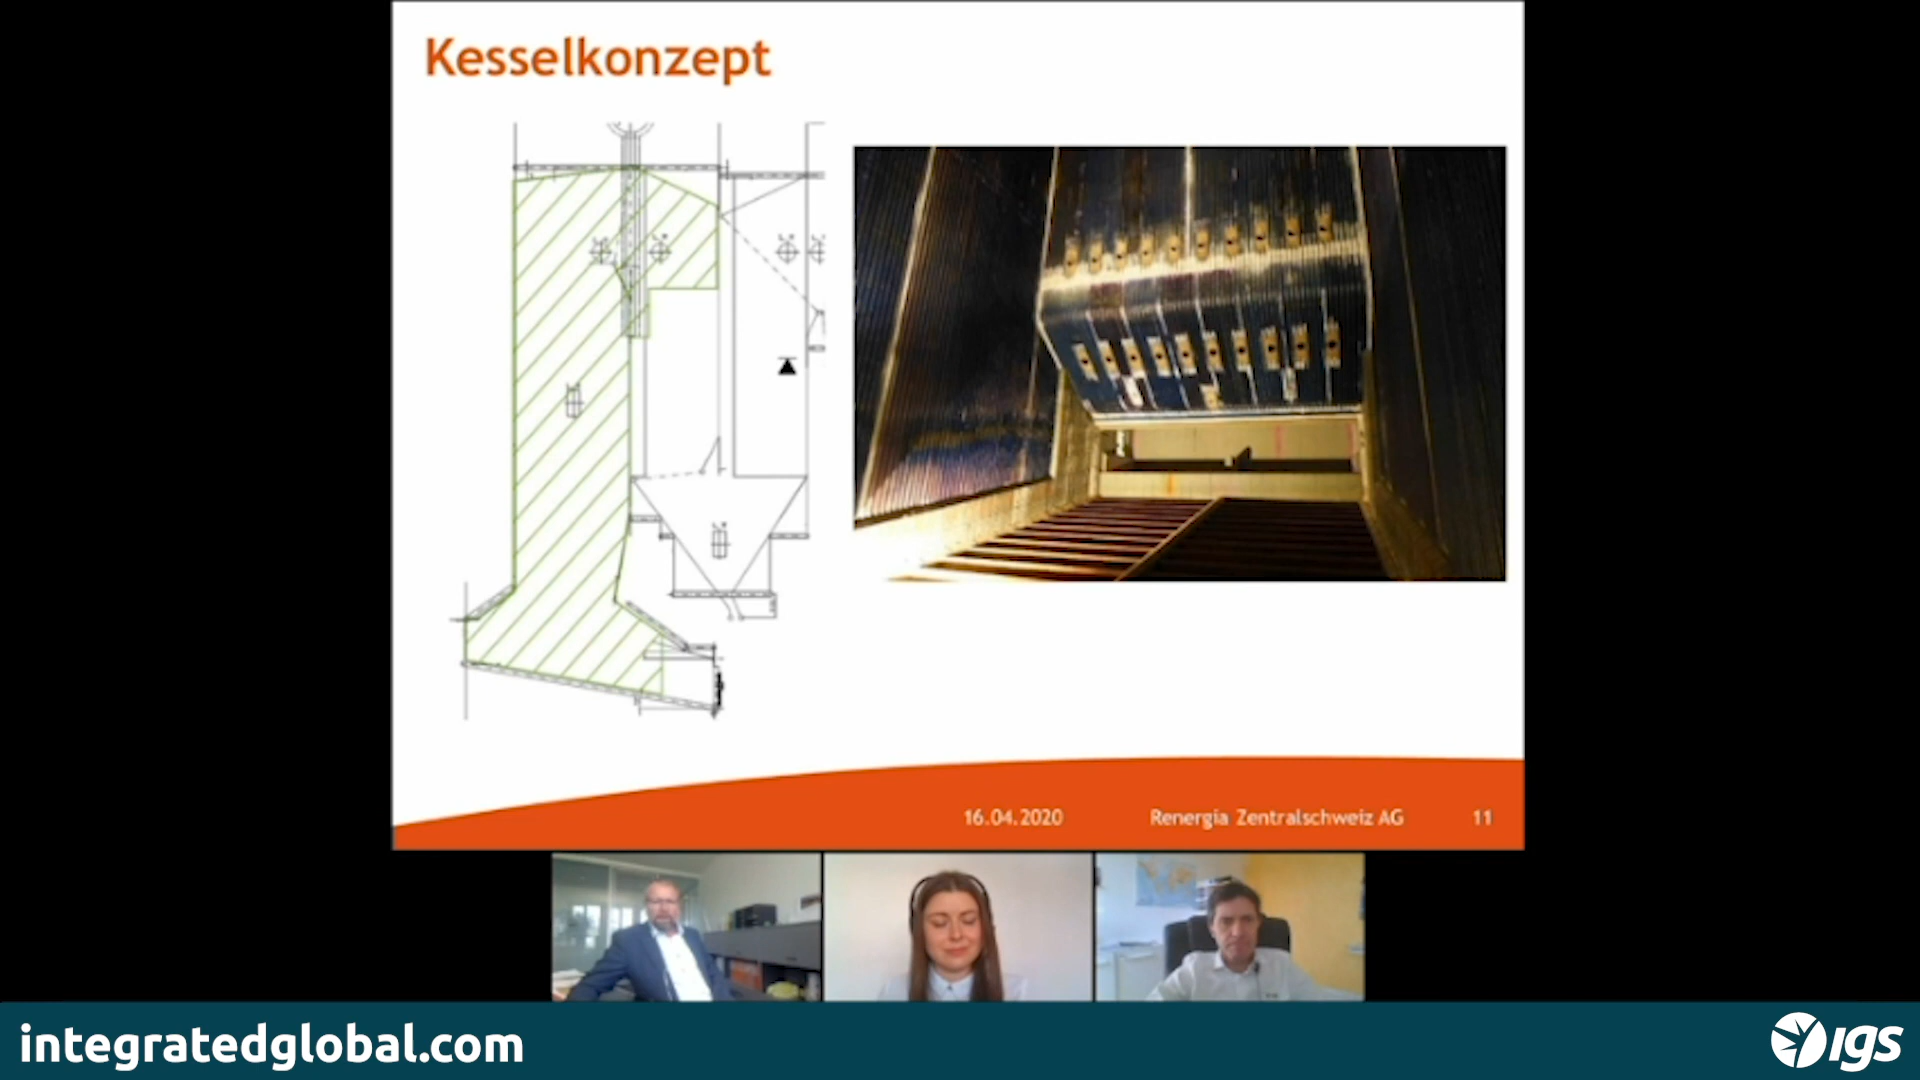 Kesselkonzept
16.04.2020 Renergia Zentralschweiz AG 11
integratedglobal.com
igs